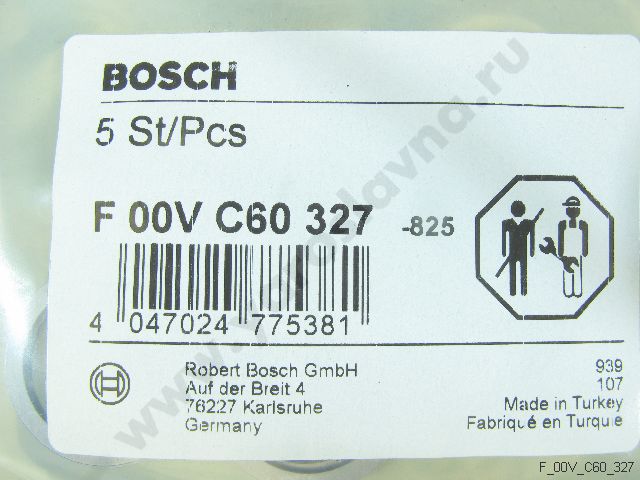 BOSCH
5 St/Pcs
F 00V C60 327 -825
4 047024 775381
Robert Bosch GmbH
Auf der Breit 4
76227 Karlsruhe
Germany
939
107
Made in Turkey
Fabriqué en Turquie
F_00V_C60_327